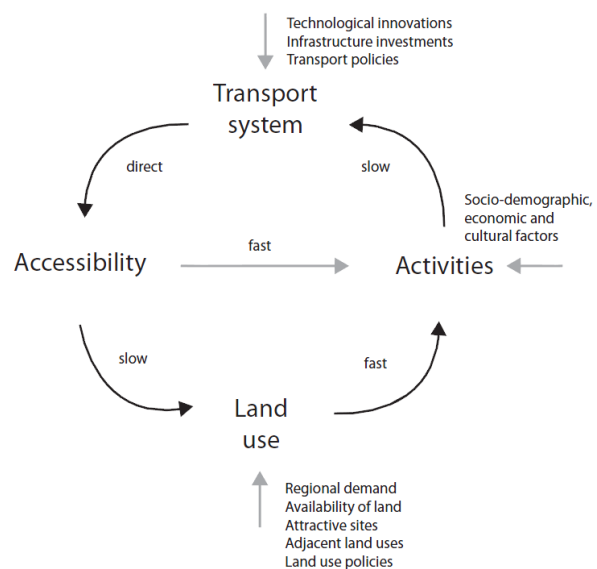 Technological innovations
Infrastructure investments
Transport policies
Transport
system
direct
slow
Socio-demographic,
economic and
cultural factors
Accessibility
fast
Activities
slow
fast
Land
use
Regional demand
Availability of land
Attractive sites
Adjacent land uses
Land use policies